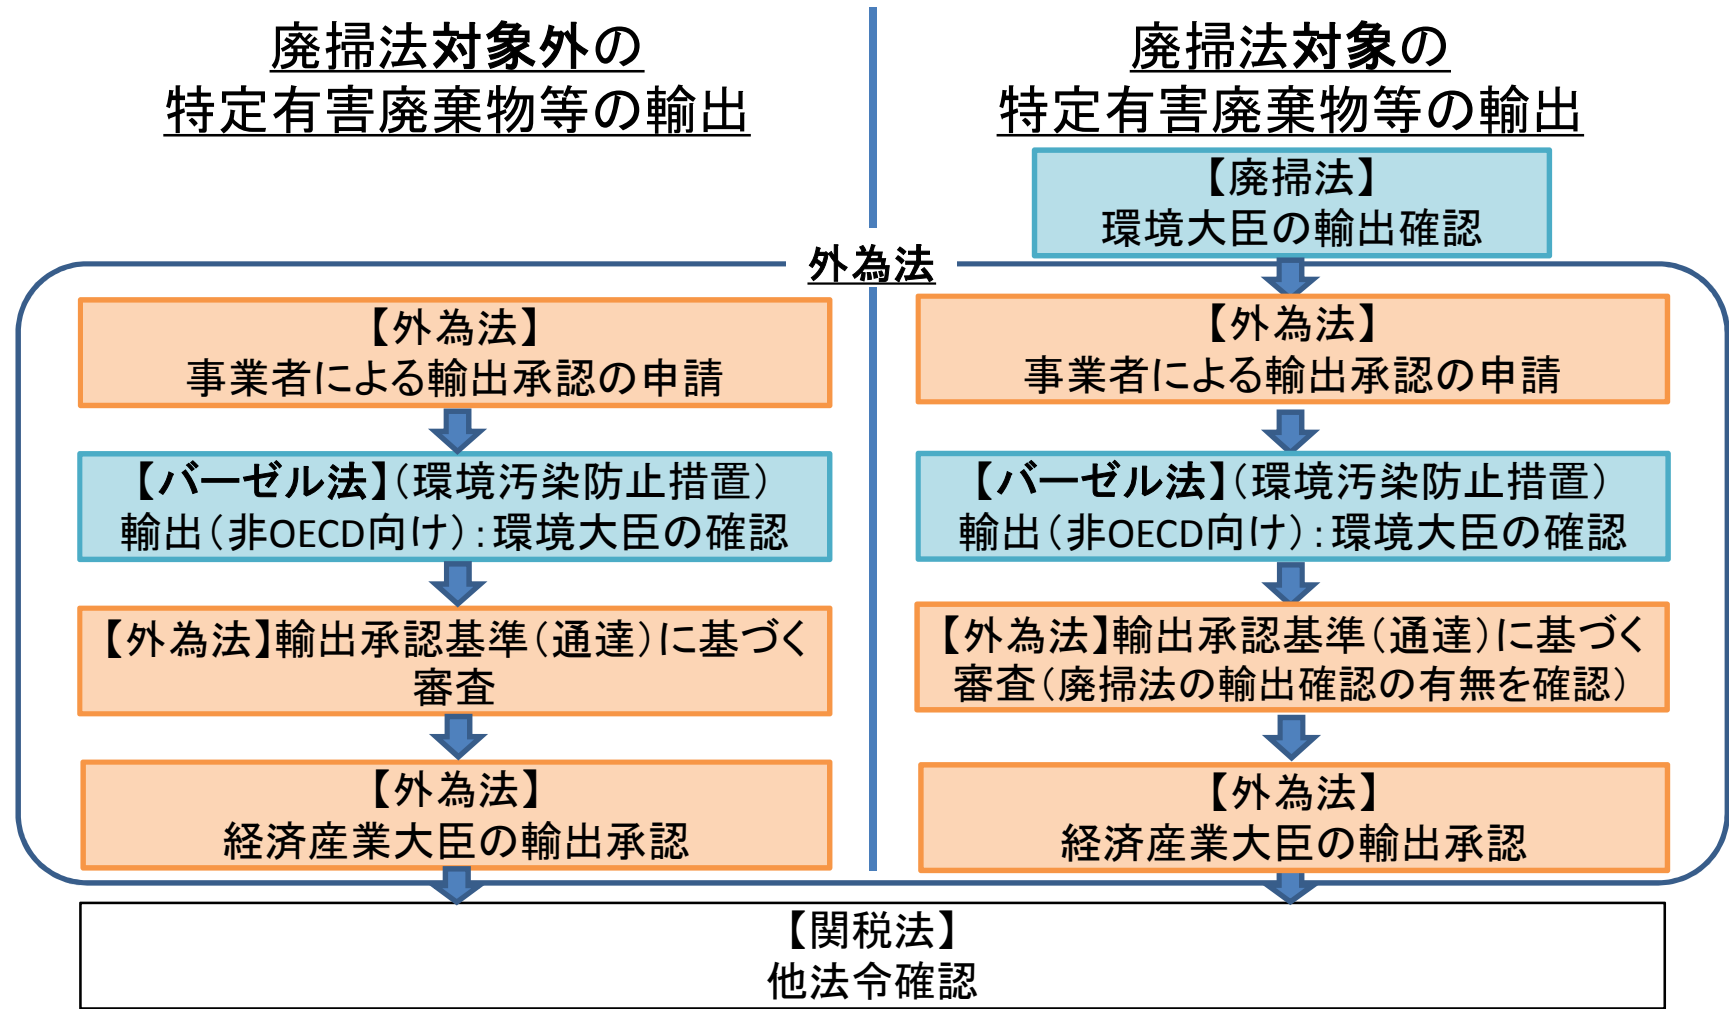 廃掃法対象外の
特定有害廃棄物等の輸出
廃掃法対象の
特定有害廃棄物等の輸出
【廃掃法】
環境大臣の輸出確認
外為法
【外為法】
事業者による輸出承認の申請
【バーゼル法】（環境汚染防止措置）
輸出（非OECD向け）：環境大臣の確認
【外為法】輸出承認基準（通達）に基づく
審査
【外為法】
経済産業大臣の輸出承認
【外為法】
事業者による輸出承認の申請
【バーゼル法】（環境汚染防止措置）
輸出（非OECD向け）：環境大臣の確認
【外為法】輸出承認基準（通達）に基づく
審査（廃掃法の輸出確認の有無を確認）
【外為法】
経済産業大臣の輸出承認
【関税法】
他法令確認